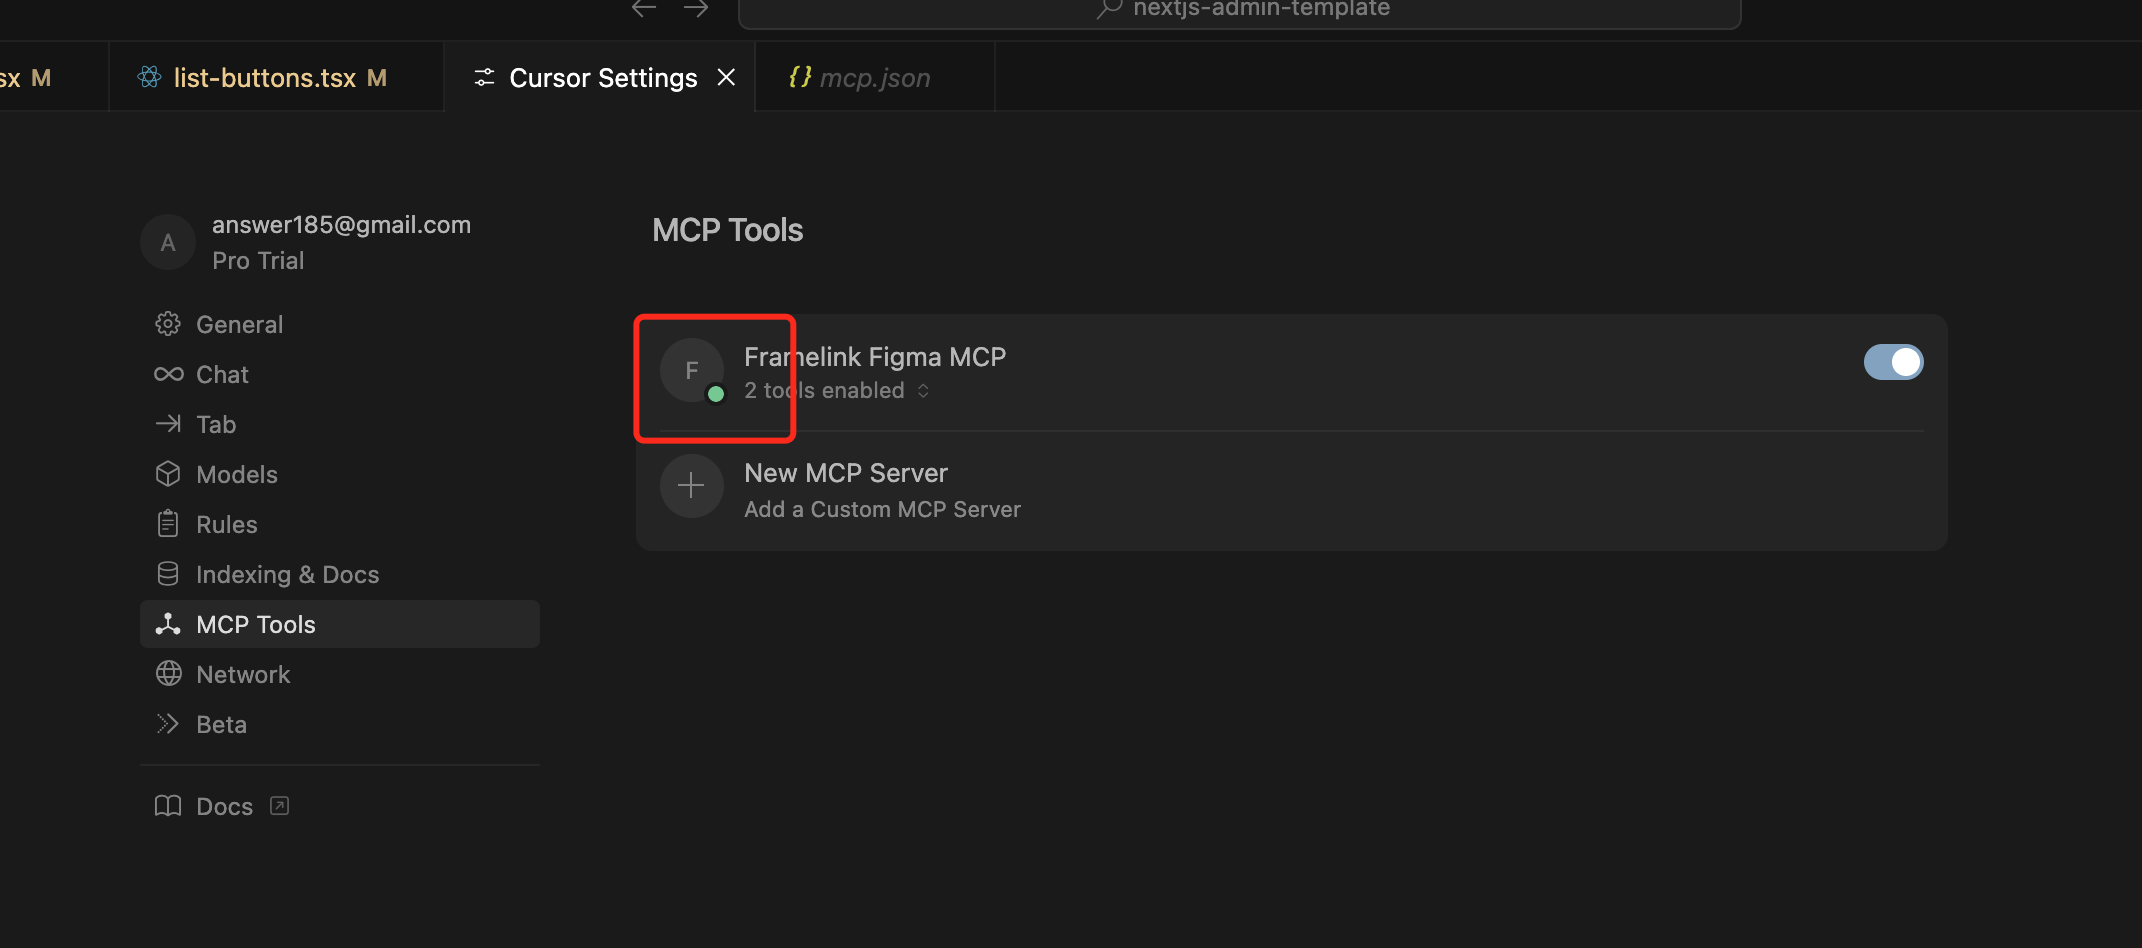 nextjs-admin-template
sx M
list-buttons.tsx M
Cursor Settings
{} mcp.json
A
answer185@gmail.com
Pro Trial
General
Chat
Tab
Models
Rules
Indexing & Docs
MCP Tools
Network
Beta
Docs
MCP Tools
F
Framelink Figma MCP
2 tools enabled
New MCP Server
Add a Custom MCP Server